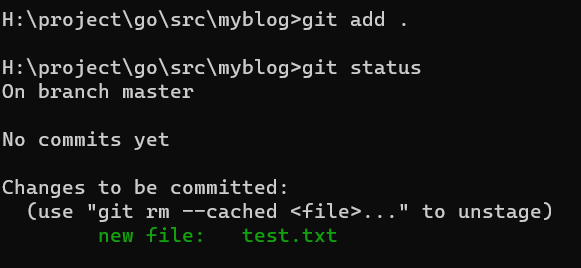 H:\project\go\src\myblog>git add .
H:\project\go\src\myblog>git status
On branch master
No commits yet
Changes to be committed:
(use "git rm --cached <file>..." to unstage)
new file: test.txt